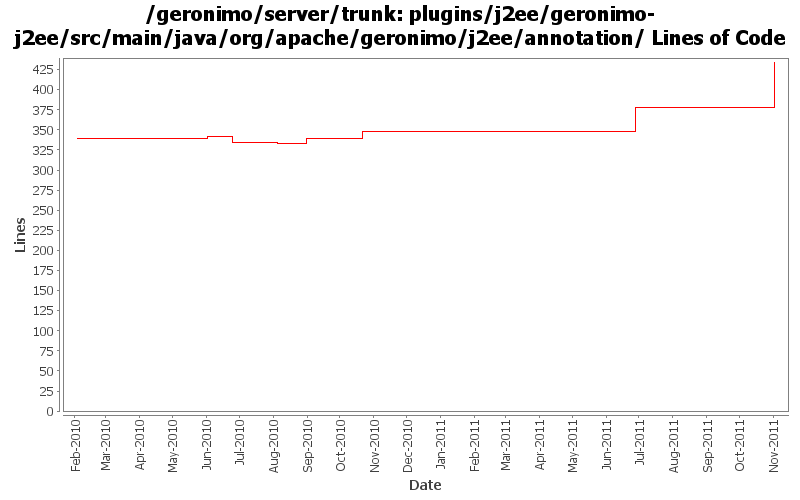 /geronimo/server/trunk: plugins/j2ee/geronimo-
j2ee/src/main/java/org/apache/geronimo/j2ee/annotation/ Lines of Code
425
400
375
350
325
300
275
250
225
200
175
150
125
100
75
50
25
0
Lines
Feb-2010
Mar-2010
Apr-2010
May-2010
Jun-2010
Jul-2010
Aug-2010
Sep-2010
Oct-2010
Nov-2010
Dec-2010
Jan-2011
Feb-2011
Mar-2011
Apr-2011
May-2011
Jun-2011
Jul-2011
Aug-2011
Sep-2011
Oct-2011
Nov-2011
Date